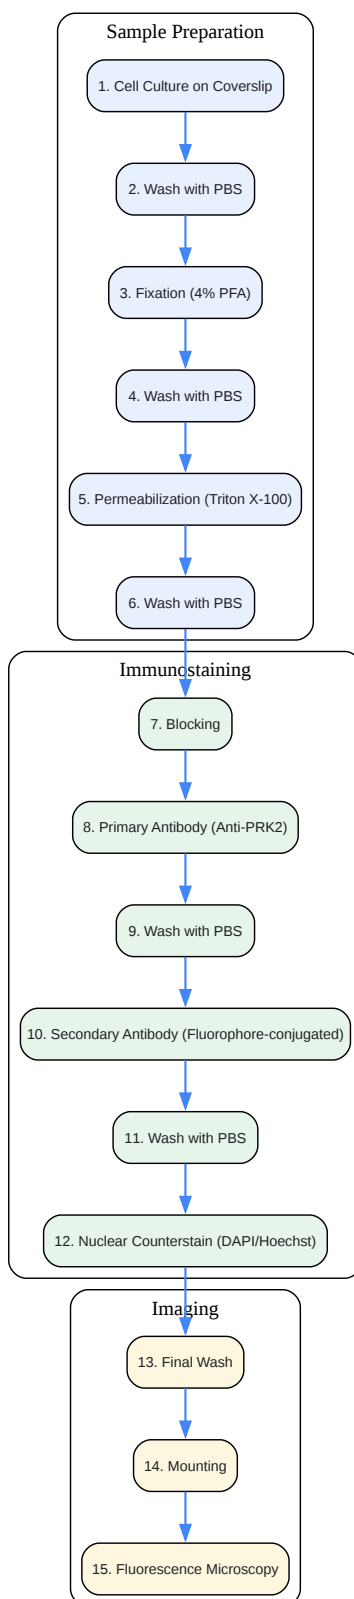 Sample Preparation
1. Cell Culture on Coverslip
2. Wash with PBS
3. Fixation (4% PFA)
4. Wash with PBS
5. Permeabilization (Triton X-100)
6. Wash with PBS
Immunostaining
7. Blocking
8. Primary Antibody (Anti-PRK2)
9. Wash with PBS
10. Secondary Antibody (Fluorophore-conjugated)
11. Wash with PBS
12. Nuclear Counterstain (DAPI/Hoechst)
Imaging
13. Final Wash
14. Mounting
15. Fluorescence Microscopy